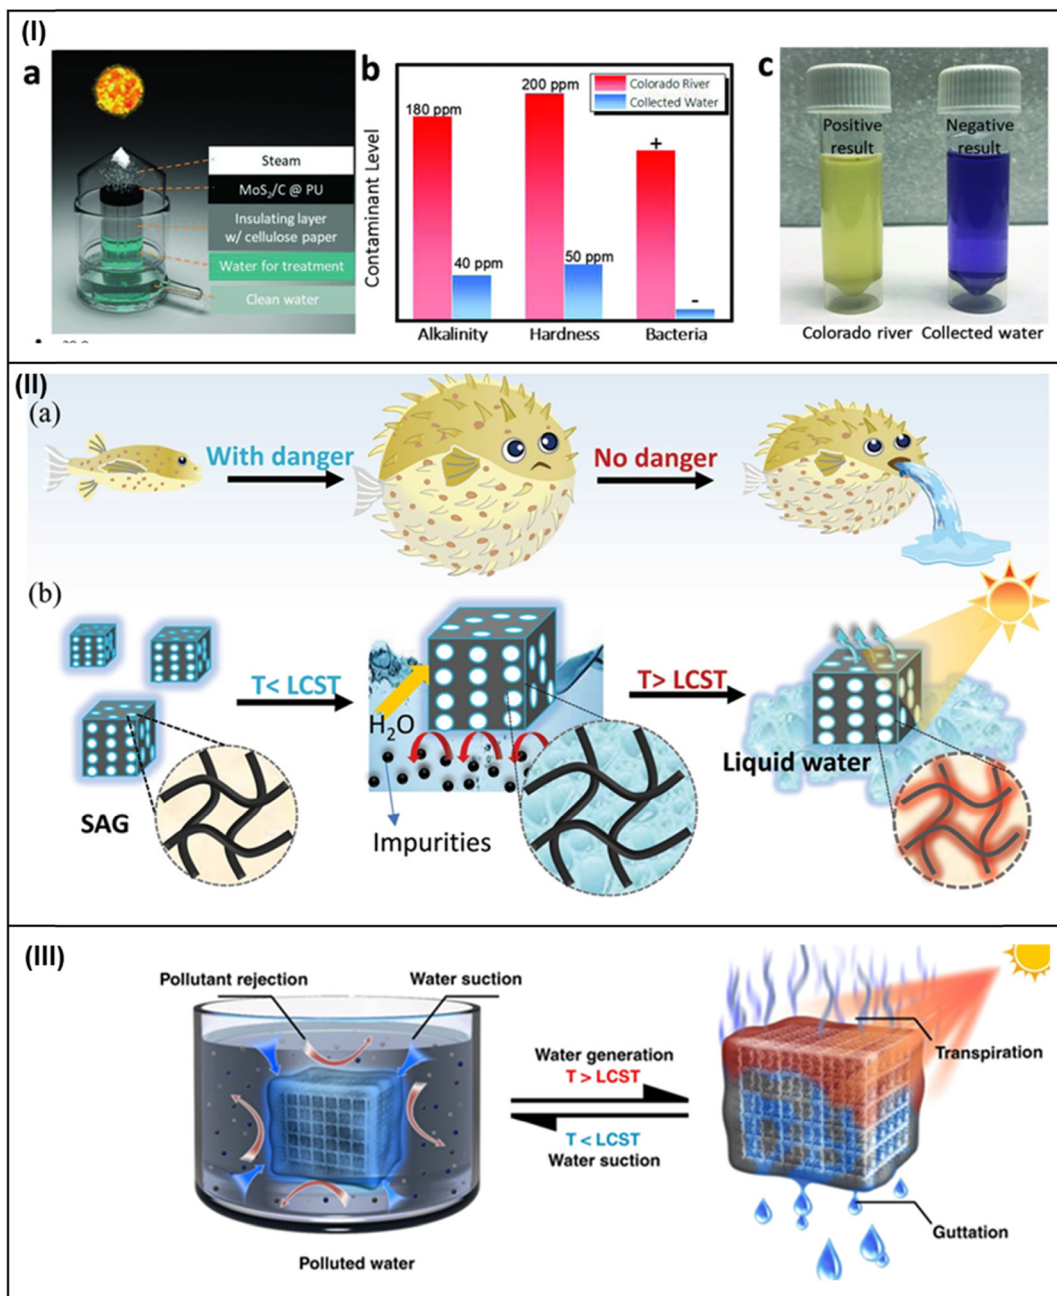 (I)
a
Steam
MoS2/C @ PU
Insulating layer
w/ cellulose paper
Water for treatment
Clean water
b
Contaminant Level
180 ppm
200 ppm
Colorado River
Collected Water
+
40 ppm
50 ppm
-
Alkalinity
Hardness
Bacteria
c
Positive
result
Negative
result
Colorado river
Collected water
(II)
(a)
With danger
No danger
(b)
T< LCST
T> LCST
H2O
SAG
Impurities
Liquid water
(III)
Pollutant rejection
Water suction
Water generation
T > LCST
T < LCST
Water suction
Transpiration
Guttation
Polluted water